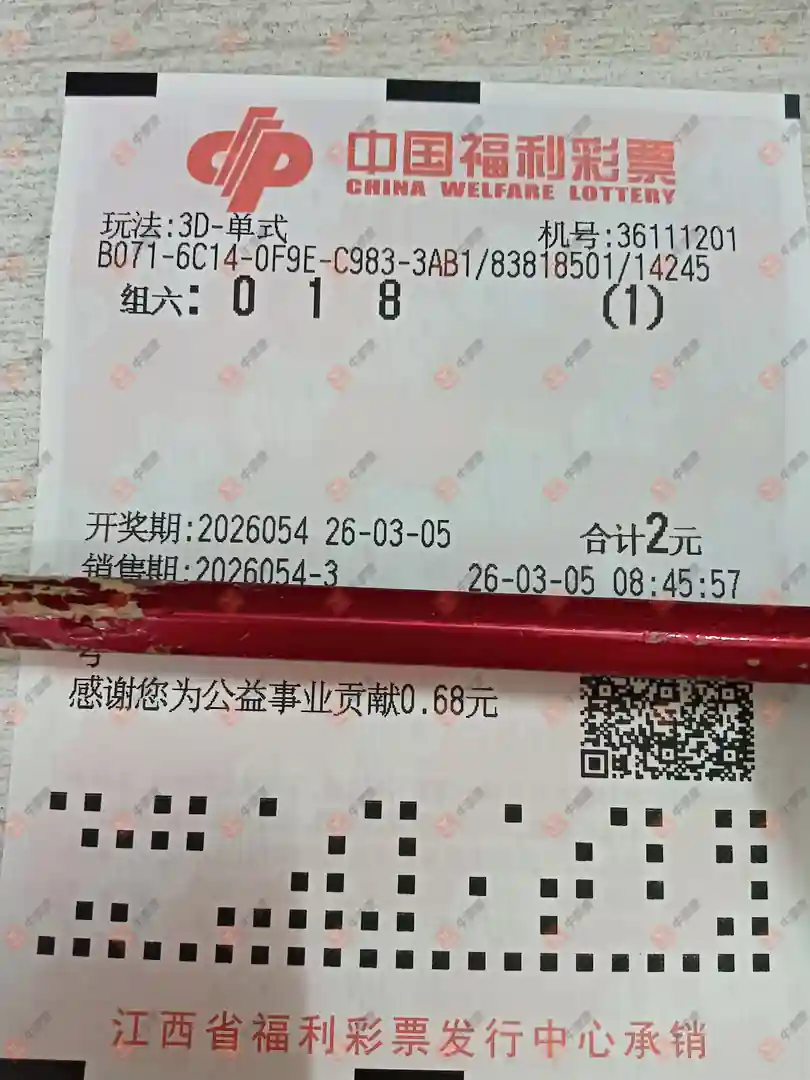 中国福利彩票
CHINA WELFARE LOTTERY
玩法:3D-单式 机号:36111201
B071-6C14-0F9E-C983-3AB1/83818501/14245
组六: 0 1 8 (1)
开奖期:2026054 26-03-05 合计2元
销售期:2026054-3 26-03-05 08:45:57
号
感谢您为公益事业贡献0.68元
江西省福利彩票发行中心承销